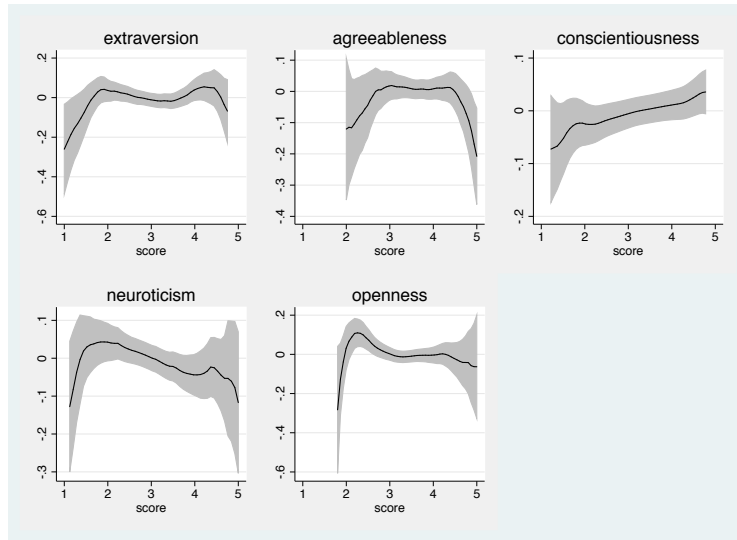 extraversion
.2
0
-.2
-.4
-.6
1 2 3 4 5
score
agreeableness
.1
0
-.1
-.2
-.3
-.4
1 2 3 4 5
score
conscientiousness
.1
0
-.1
-.2
1 2 3 4 5
score
neuroticism
.1
0
-.1
-.2
-.3
1 2 3 4 5
score
openness
.2
0
-.2
-.4
-.6
1 2 3 4 5
score